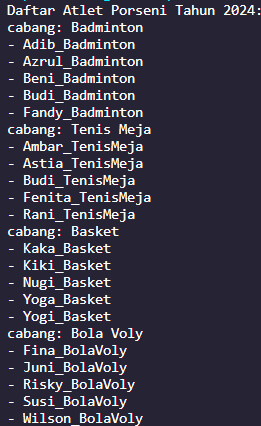 Daftar Atlet Porseni Tahun 2024:
cabang: Badminton
- Adib_Badminton
- Azrul_Badminton
- Beni_Badminton
- Budi_Badminton
- Fandy_Badminton
cabang: Tenis Meja
- Ambar_TenisMeja
- Astia_TenisMeja
- Budi_TenisMeja
- Fenita_TenisMeja
- Rani_TenisMeja
cabang: Basket
- Kaka_Basket
- Kiki_Basket
- Nugi_Basket
- Yoga_Basket
- Yogi_Basket
cabang: Bola Voly
- Fina_BolaVoly
- Juni_BolaVoly
- Risky_BolaVoly
- Susi_BolaVoly
- Wilson_BolaVoly